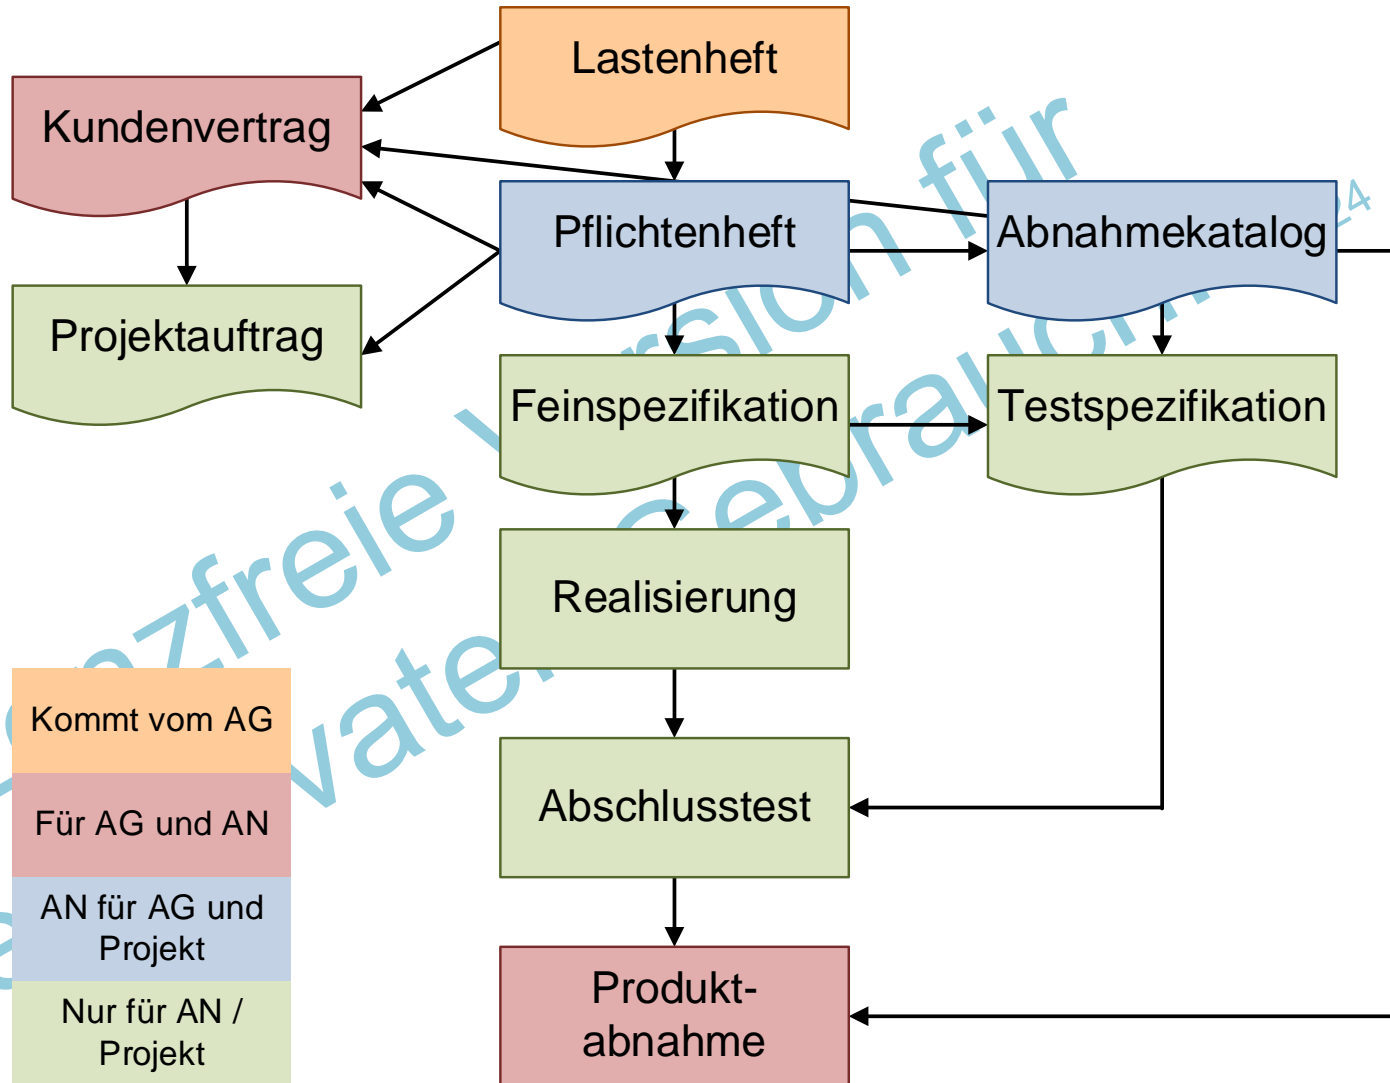 Lastenheft
Kundenvertrag
Pflichtenheft
Abnahmekatalog
Projektauftrag
Feinspezifikation
Testspezifikation
Realisierung
Abschlusstest
Produkt-
abnahme
Kommt vom AG
Für AG und AN
AN für AG und
Projekt
Nur für AN /
Projekt
für